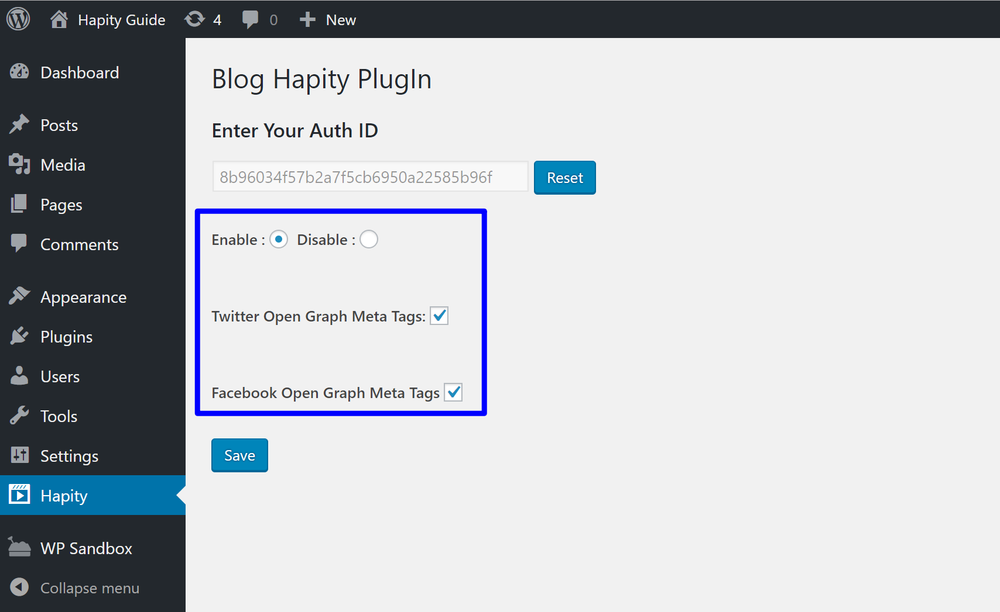 Hapity Guide 4 0 New
Dashboard
Posts
Media
Pages
Comments
Appearance
Plugins
Users
Tools
Settings
Hapity
WP Sandbox
Collapse menu
Blog Hapity PlugIn
Enter Your Auth ID
8b96034f57b2a7f5cb6950a22585b96f Reset
Enable : Disable :
Twitter Open Graph Meta Tags:
Facebook Open Graph Meta Tags
Save